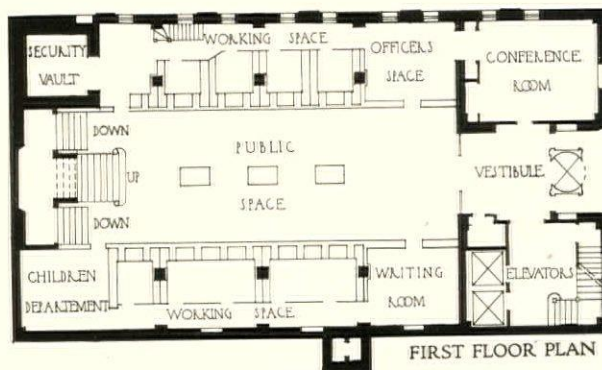 SECURITY
VAULT
WORKING SPACE
OFFICERS
SPACE
CONFERENCE
ROOM
DOWN
PUBLIC
UP
SPACE
VESTIBULE
DOWN
CHILDREN
DEPARTEMENT
WRITING
ROOM
ELEVATORS
WORKING SPACE
FIRST FLOOR PLAN